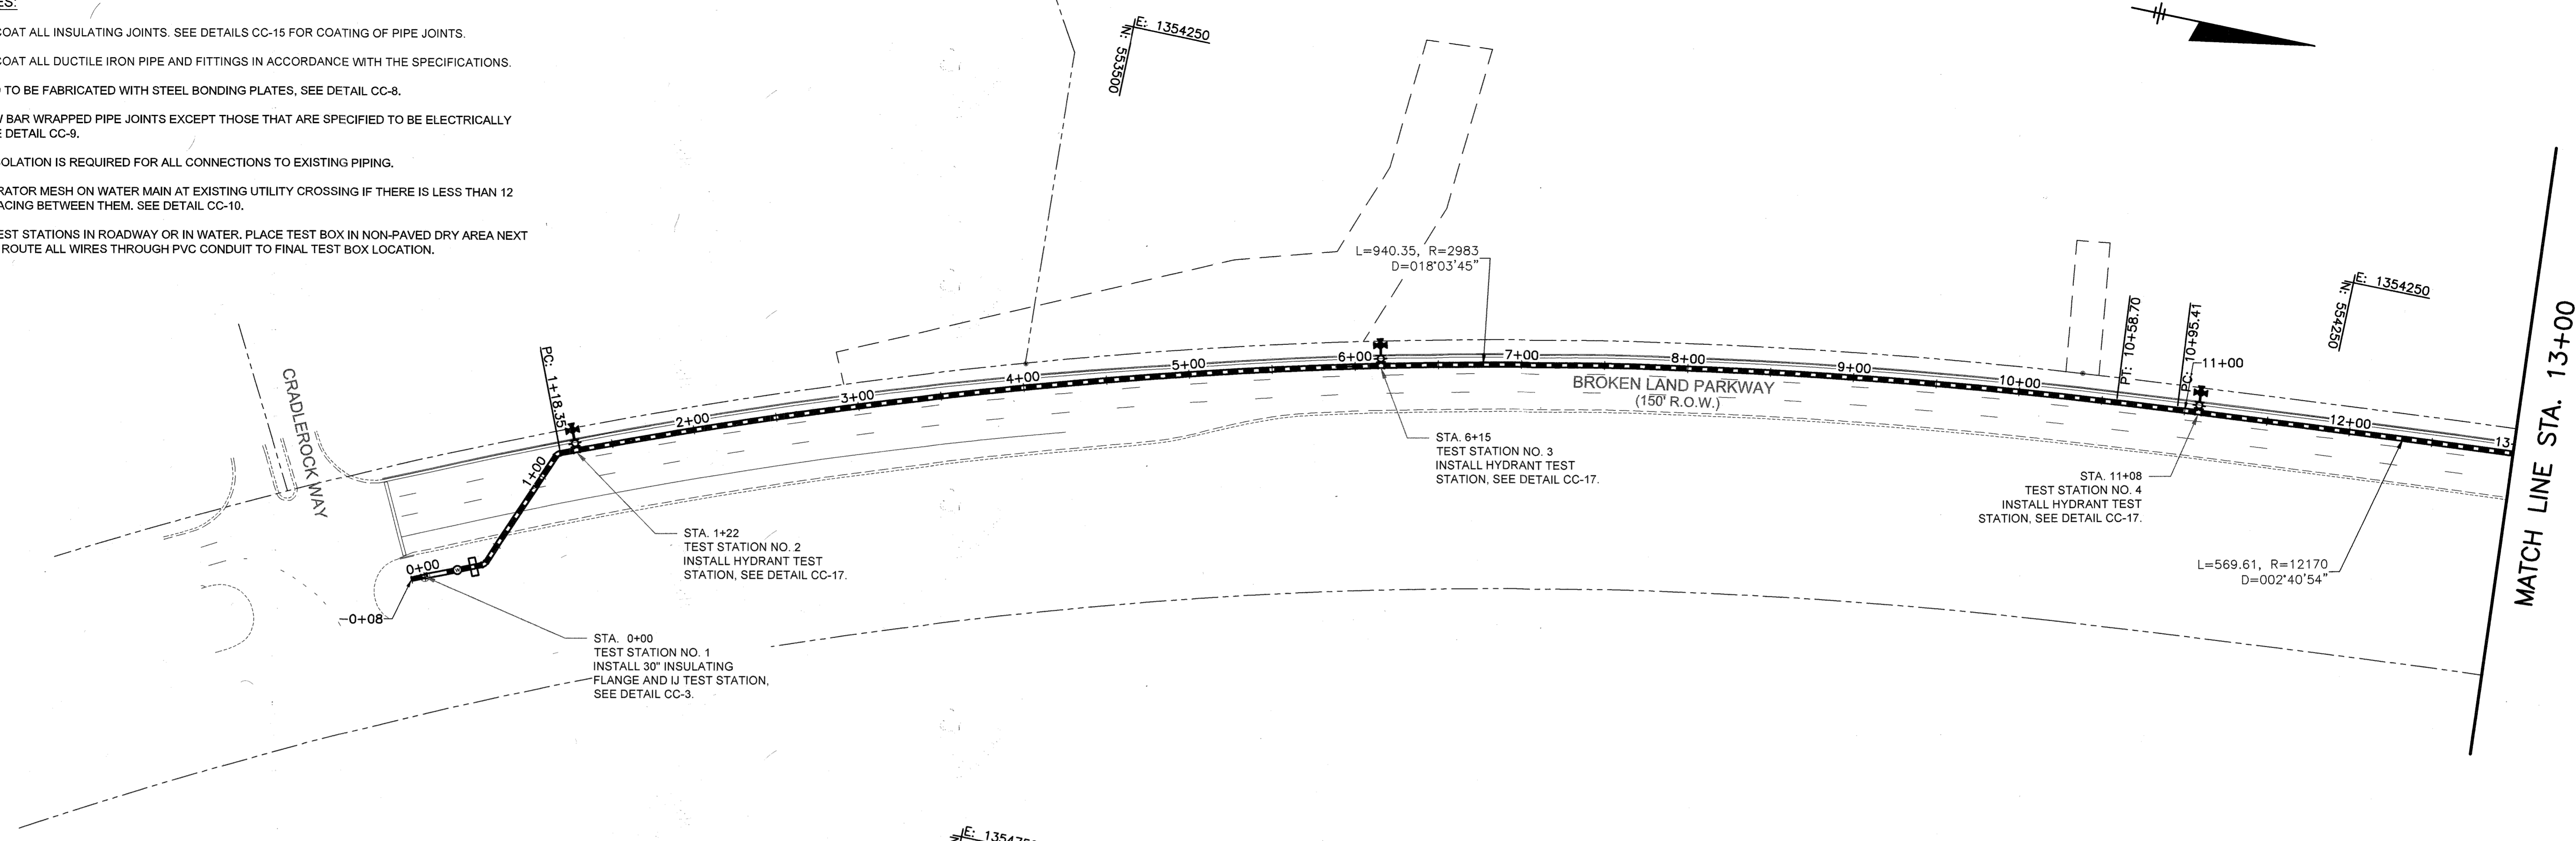 ES:
COAT ALL INSULATING JOINTS. SEE DETAILS CC-15 FOR COATING OF PIPE JOINTS.
COAT ALL DUCTILE IRON PIPE AND FITTINGS IN ACCORDANCE WITH THE SPECIFICATIONS.
TO BE FABRICATED WITH STEEL BONDING PLATES, SEE DETAIL CC-8.
BAR WRAPPED PIPE JOINTS EXCEPT THOSE THAT ARE SPECIFIED TO BE ELECTRICALLY
DETAIL CC-9.
OLATION IS REQUIRED FOR ALL CONNECTIONS TO EXISTING PIPING.
RATOR MESH ON WATER MAIN AT EXISTING UTILITY CROSSING IF THERE IS LESS THAN 12
ACING BETWEEN THEM. SEE DETAIL CC-10.
EST STATIONS IN ROADWAY OR IN WATER. PLACE TEST BOX IN NON-PAVED DRY AREA NEXT
ROUTE ALL WIRES THROUGH PVC CONDUIT TO FINAL TEST BOX LOCATION.
E: 1354250
N: 553500
L=940.35, R=2983
D=018°03'45"
E: 1354250
N: 554250
PT: 10+58.70
PC: 10+95.41
11+00
MATCH LINE STA. 13+00
CRADLEROCK WAY
PC: 1+18.35
0+00
1+00
2+00
3+00
4+00
5+00
6+00
7+00
8+00
9+00
10+00
12+00
13
BROKEN LAND PARKWAY
(150' R.O.W.)
-0+08
STA. 0+00
TEST STATION NO. 1
INSTALL 30" INSULATING
FLANGE AND IJ TEST STATION,
SEE DETAIL CC-3.
STA. 1+22
TEST STATION NO. 2
INSTALL HYDRANT TEST
STATION, SEE DETAIL CC-17.
STA. 6+15
TEST STATION NO. 3
INSTALL HYDRANT TEST
STATION, SEE DETAIL CC-17.
STA. 11+08
TEST STATION NO. 4
INSTALL HYDRANT TEST
STATION, SEE DETAIL CC-17.
L=569.61, R=12170
D=002°40'54"